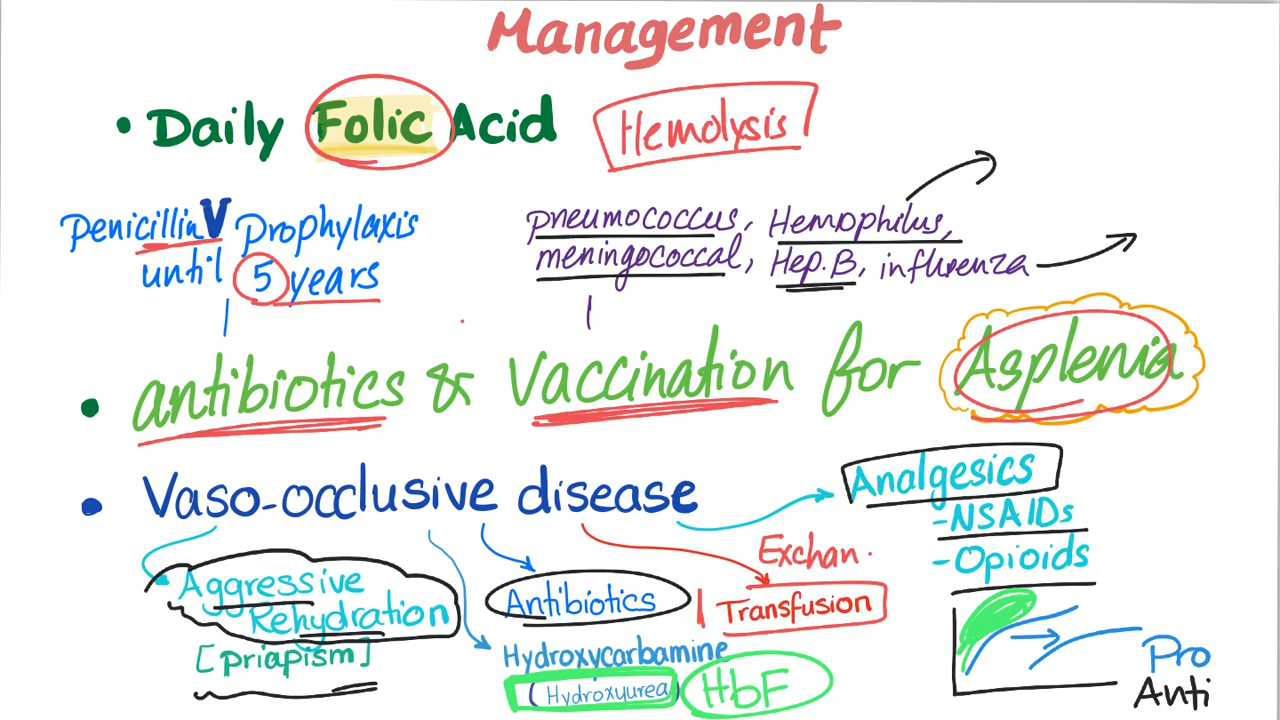 Management
• Daily Folic Acid
Hemolysis
Penicillin V Prophylaxis
until 5 years
pneumococcus, Hemophilus,
meningococcal, Hep. B, influenza
• antibiotics & Vaccination for Asplenia
• Vaso-occlusive disease
Analgesics
-NSAIDs
-Opioids
Aggressive
Rehydration
[priapism]
Antibiotics
Exchan.
Transfusion
Hydroxycarbamine
(Hydroxyurea)
HbF
Pro
Anti